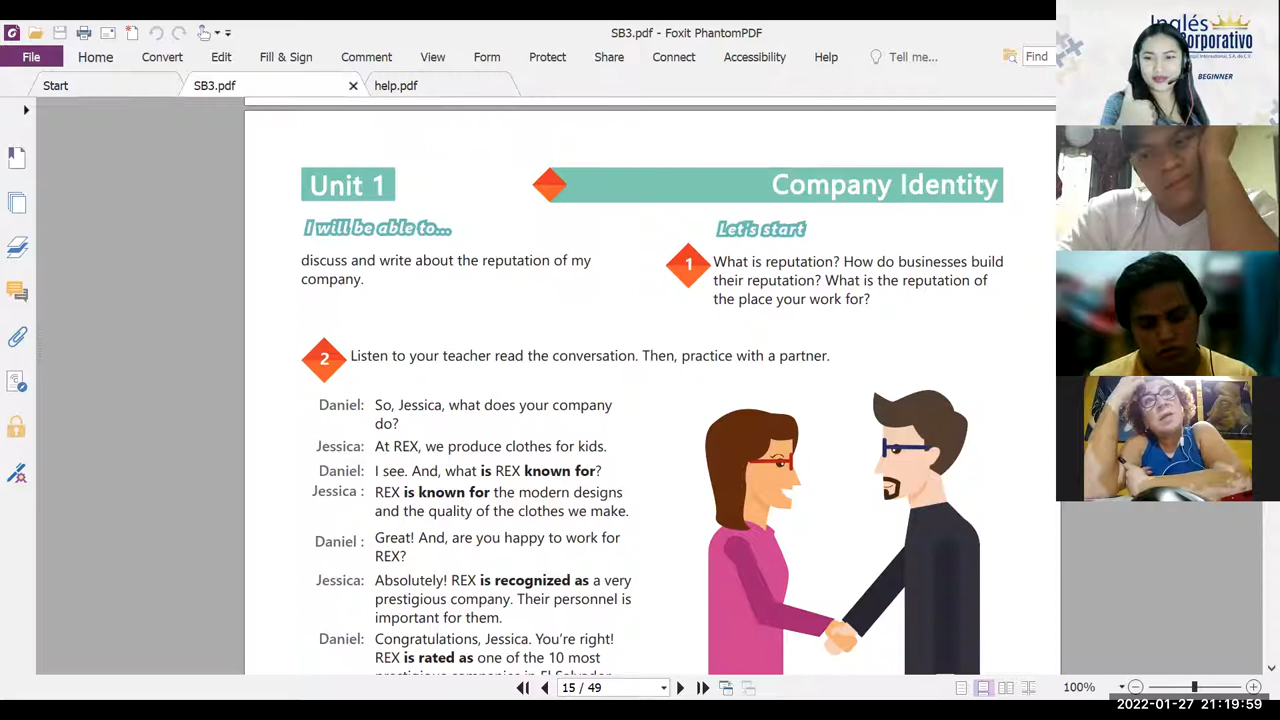 SB3.pdf - Foxit PhantomPDF
File Home Convert Edit Fill & Sign Comment View Form Protect Share Connect Accessibility Help Tell me... Find
Start SB3.pdf help.pdf
Inglés
Corporativo
BEGINNER
Unit 1
Company Identity
I will be able to...
discuss and write about the reputation of my
company.
Let's start
1 What is reputation? How do businesses build
their reputation? What is the reputation of
the place your work for?
2 Listen to your teacher read the conversation. Then, practice with a partner.
Daniel: So, Jessica, what does your company
do?
Jessica: At REX, we produce clothes for kids.
Daniel: I see. And, what is REX known for?
Jessica : REX is known for the modern designs
and the quality of the clothes we make.
Daniel : Great! And, are you happy to work for
REX?
Jessica: Absolutely! REX is recognized as a very
prestigious company. Their personnel is
important for them.
Daniel: Congratulations, Jessica. You're right!
REX is rated as one of the 10 most
prestigious companies in El Salvador
15 / 49
100%
2022-01-27 21:19:59